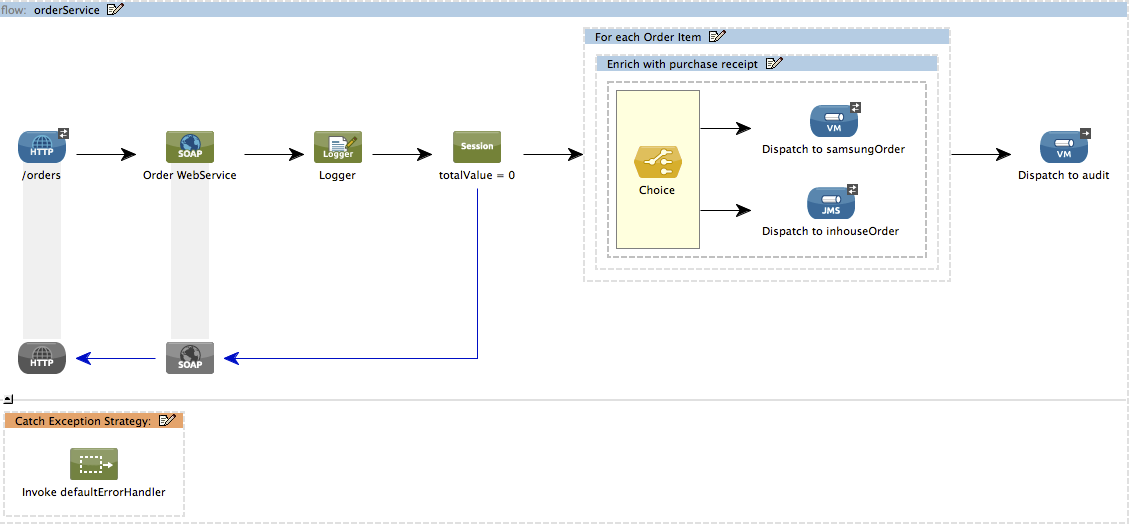 flow: orderService
For each Order Item
Enrich with purchase receipt
HTTP
/orders
SOAP
Order WebService
Logger
Logger
Session
totalValue = 0
Choice
VM
Dispatch to samsungOrder
JMS
Dispatch to inhouseOrder
VM
Dispatch to audit
HTTP
SOAP
Catch Exception Strategy:
Invoke defaultErrorHandler